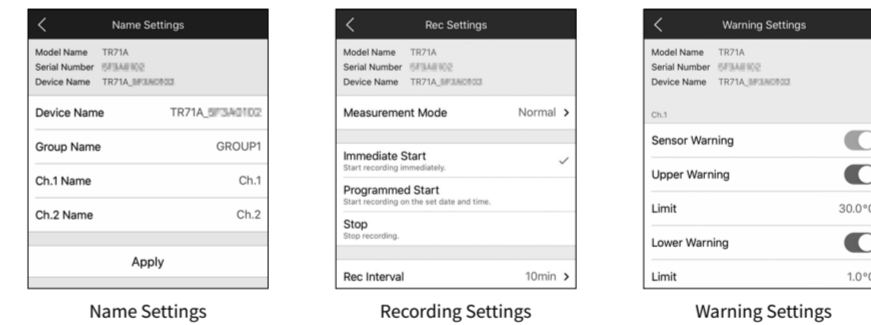 Name Settings
Model Name TR71A
Serial Number
Device Name TR71A_
Device Name TR71A_
Group Name GROUP1
Ch.1 Name Ch.1
Ch.2 Name Ch.2
Apply
Name Settings
Rec Settings
Model Name TR71A
Serial Number
Device Name TR71A_
Measurement Mode Normal >
Immediate Start
Start recording immediately.
Programmed Start
Start recording on the set date and time.
Stop
Stop recording.
Rec Interval 10min >
Recording Settings
Warning Settings
Model Name TR71A
Serial Number
Device Name TR71A_
Ch.1
Sensor Warning
Upper Warning
Limit 30.0°
Lower Warning
Limit 1.0°
Warning Settings